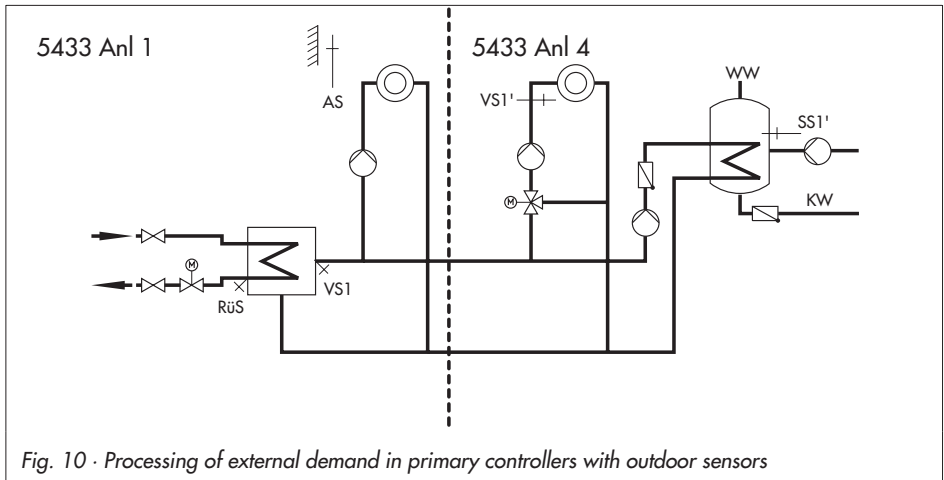 5433 Anl 1
5433 Anl 4
AS
VS1'
WW
SS1'
KW
M
M
RüS
VS1
Fig. 10 · Processing of external demand in primary controllers with outdoor sensors